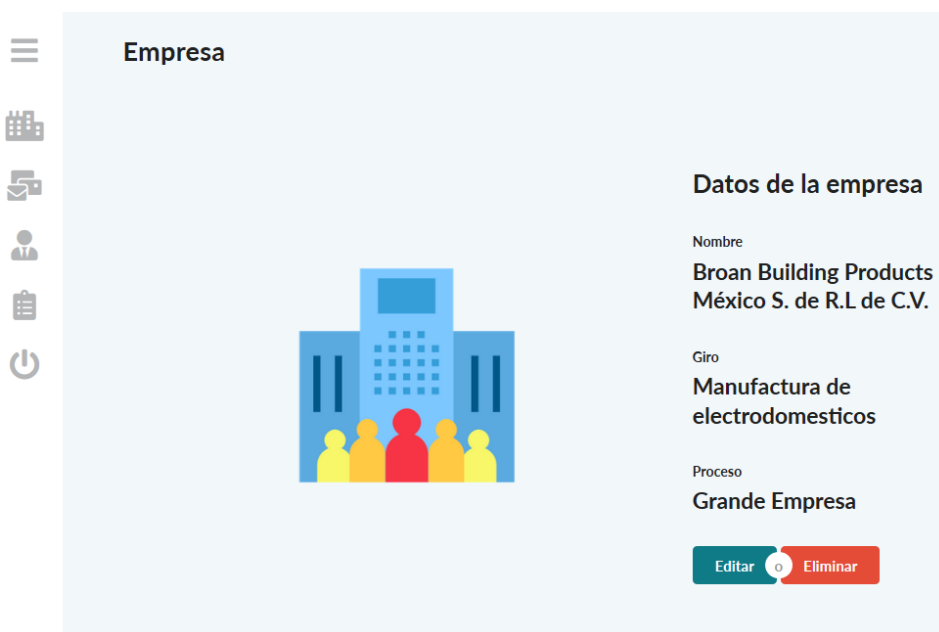 Empresa
Datos de la empresa
Nombre
Broan Building Products
México S. de R.L de C.V.
Giro
Manufactura de
electrodomesticos
Proceso
Grande Empresa
Editar o Eliminar